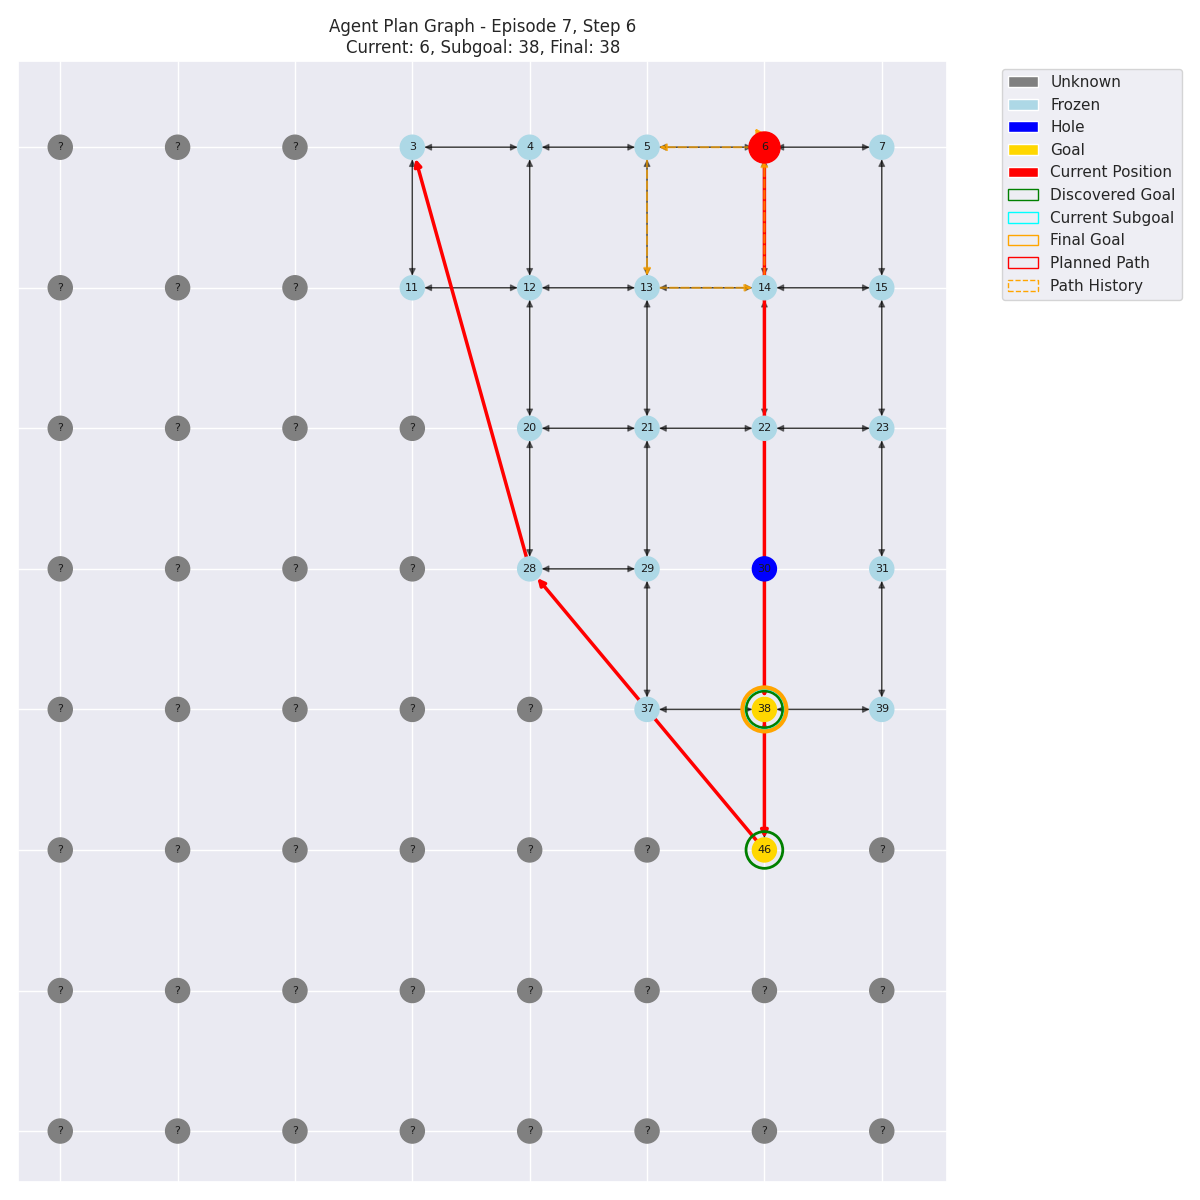 Agent Plan Graph - Episode 7, Step 6
Current: 6, Subgoal: 38, Final: 38
Unknown
Frozen
Hole
Goal
Current Position
Discovered Goal
Current Subgoal
Final Goal
Planned Path
Path History
? ? ? 3 4 5 6 7
? ? ? 11 12 13 14 15
? ? ? ? 20 21 22 23
? ? ? ? 28 29 31
? ? ? ? ? 37 38 39
? ? ? ? ? ? 46 ?
? ? ? ? ? ? ? ?
? ? ? ? ? ? ? ?